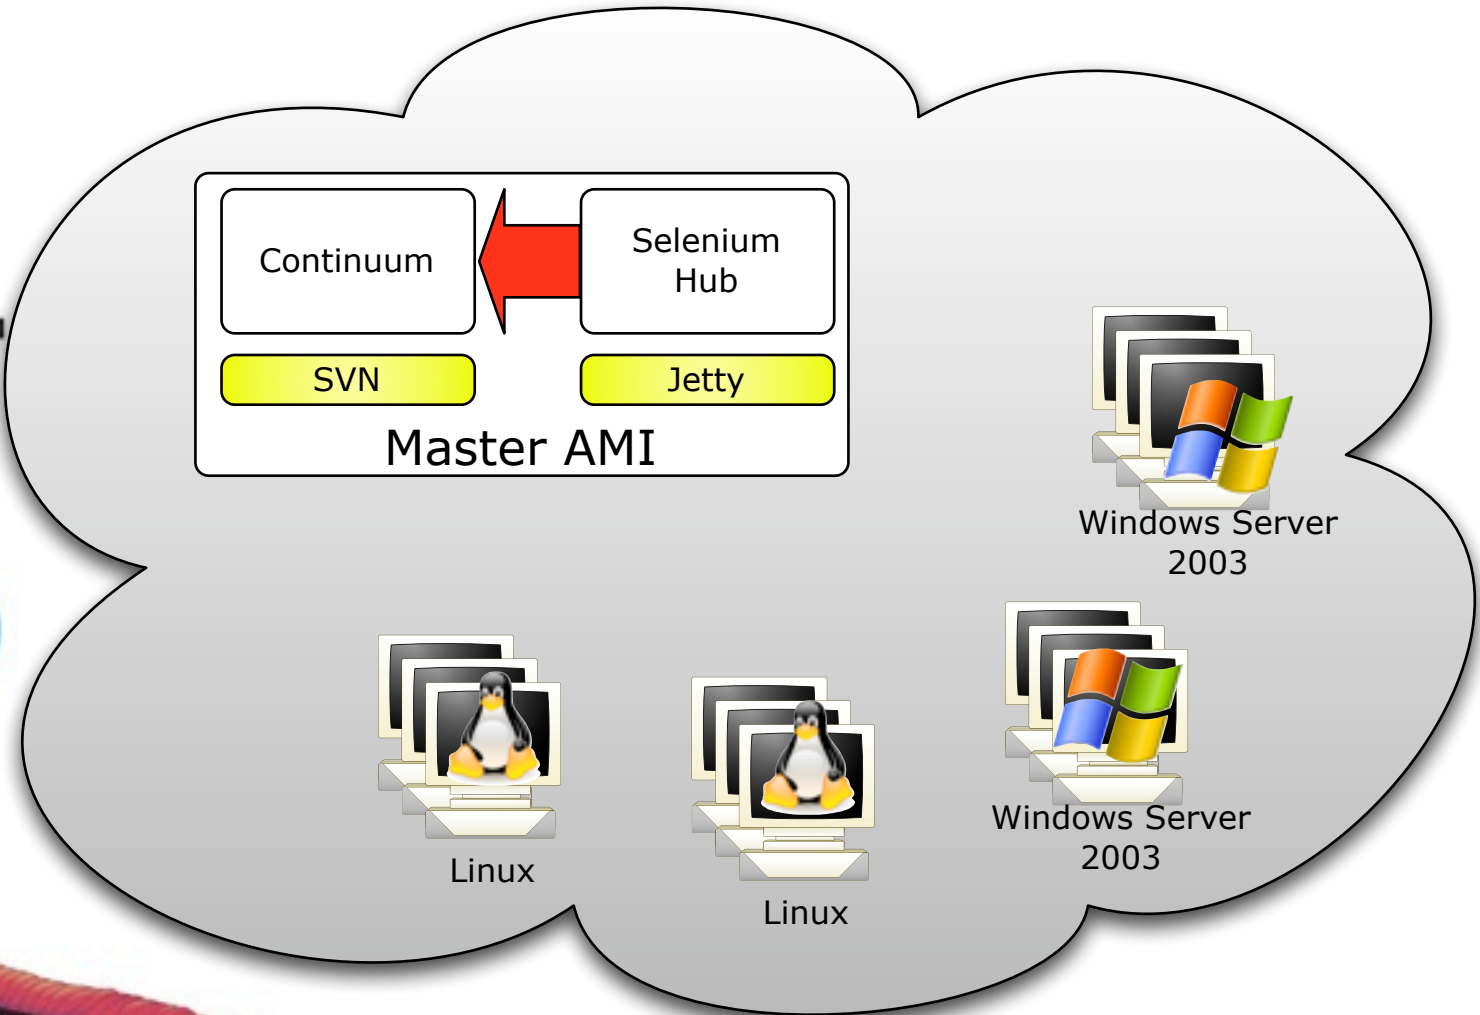 Continuum
Selenium
Hub
SVN
Jetty
Master AMI
Windows Server
2003
Windows Server
2003
Linux
Linux